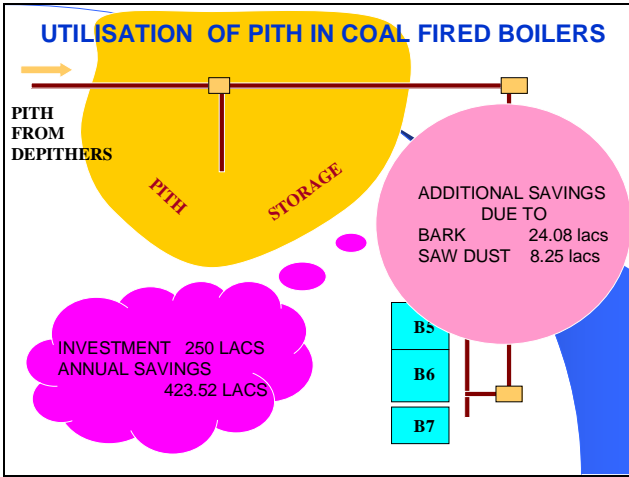 UTILISATION OF PITH IN COAL FIRED BOILERS
PITH
FROM
DEPITHERS
PITH STORAGE
ADDITIONAL SAVINGS
DUE TO
BARK 24.08 lacs
SAW DUST 8.25 lacs
INVESTMENT 250 LACS
ANNUAL SAVINGS
423.52 LACS
B5
B6
B7